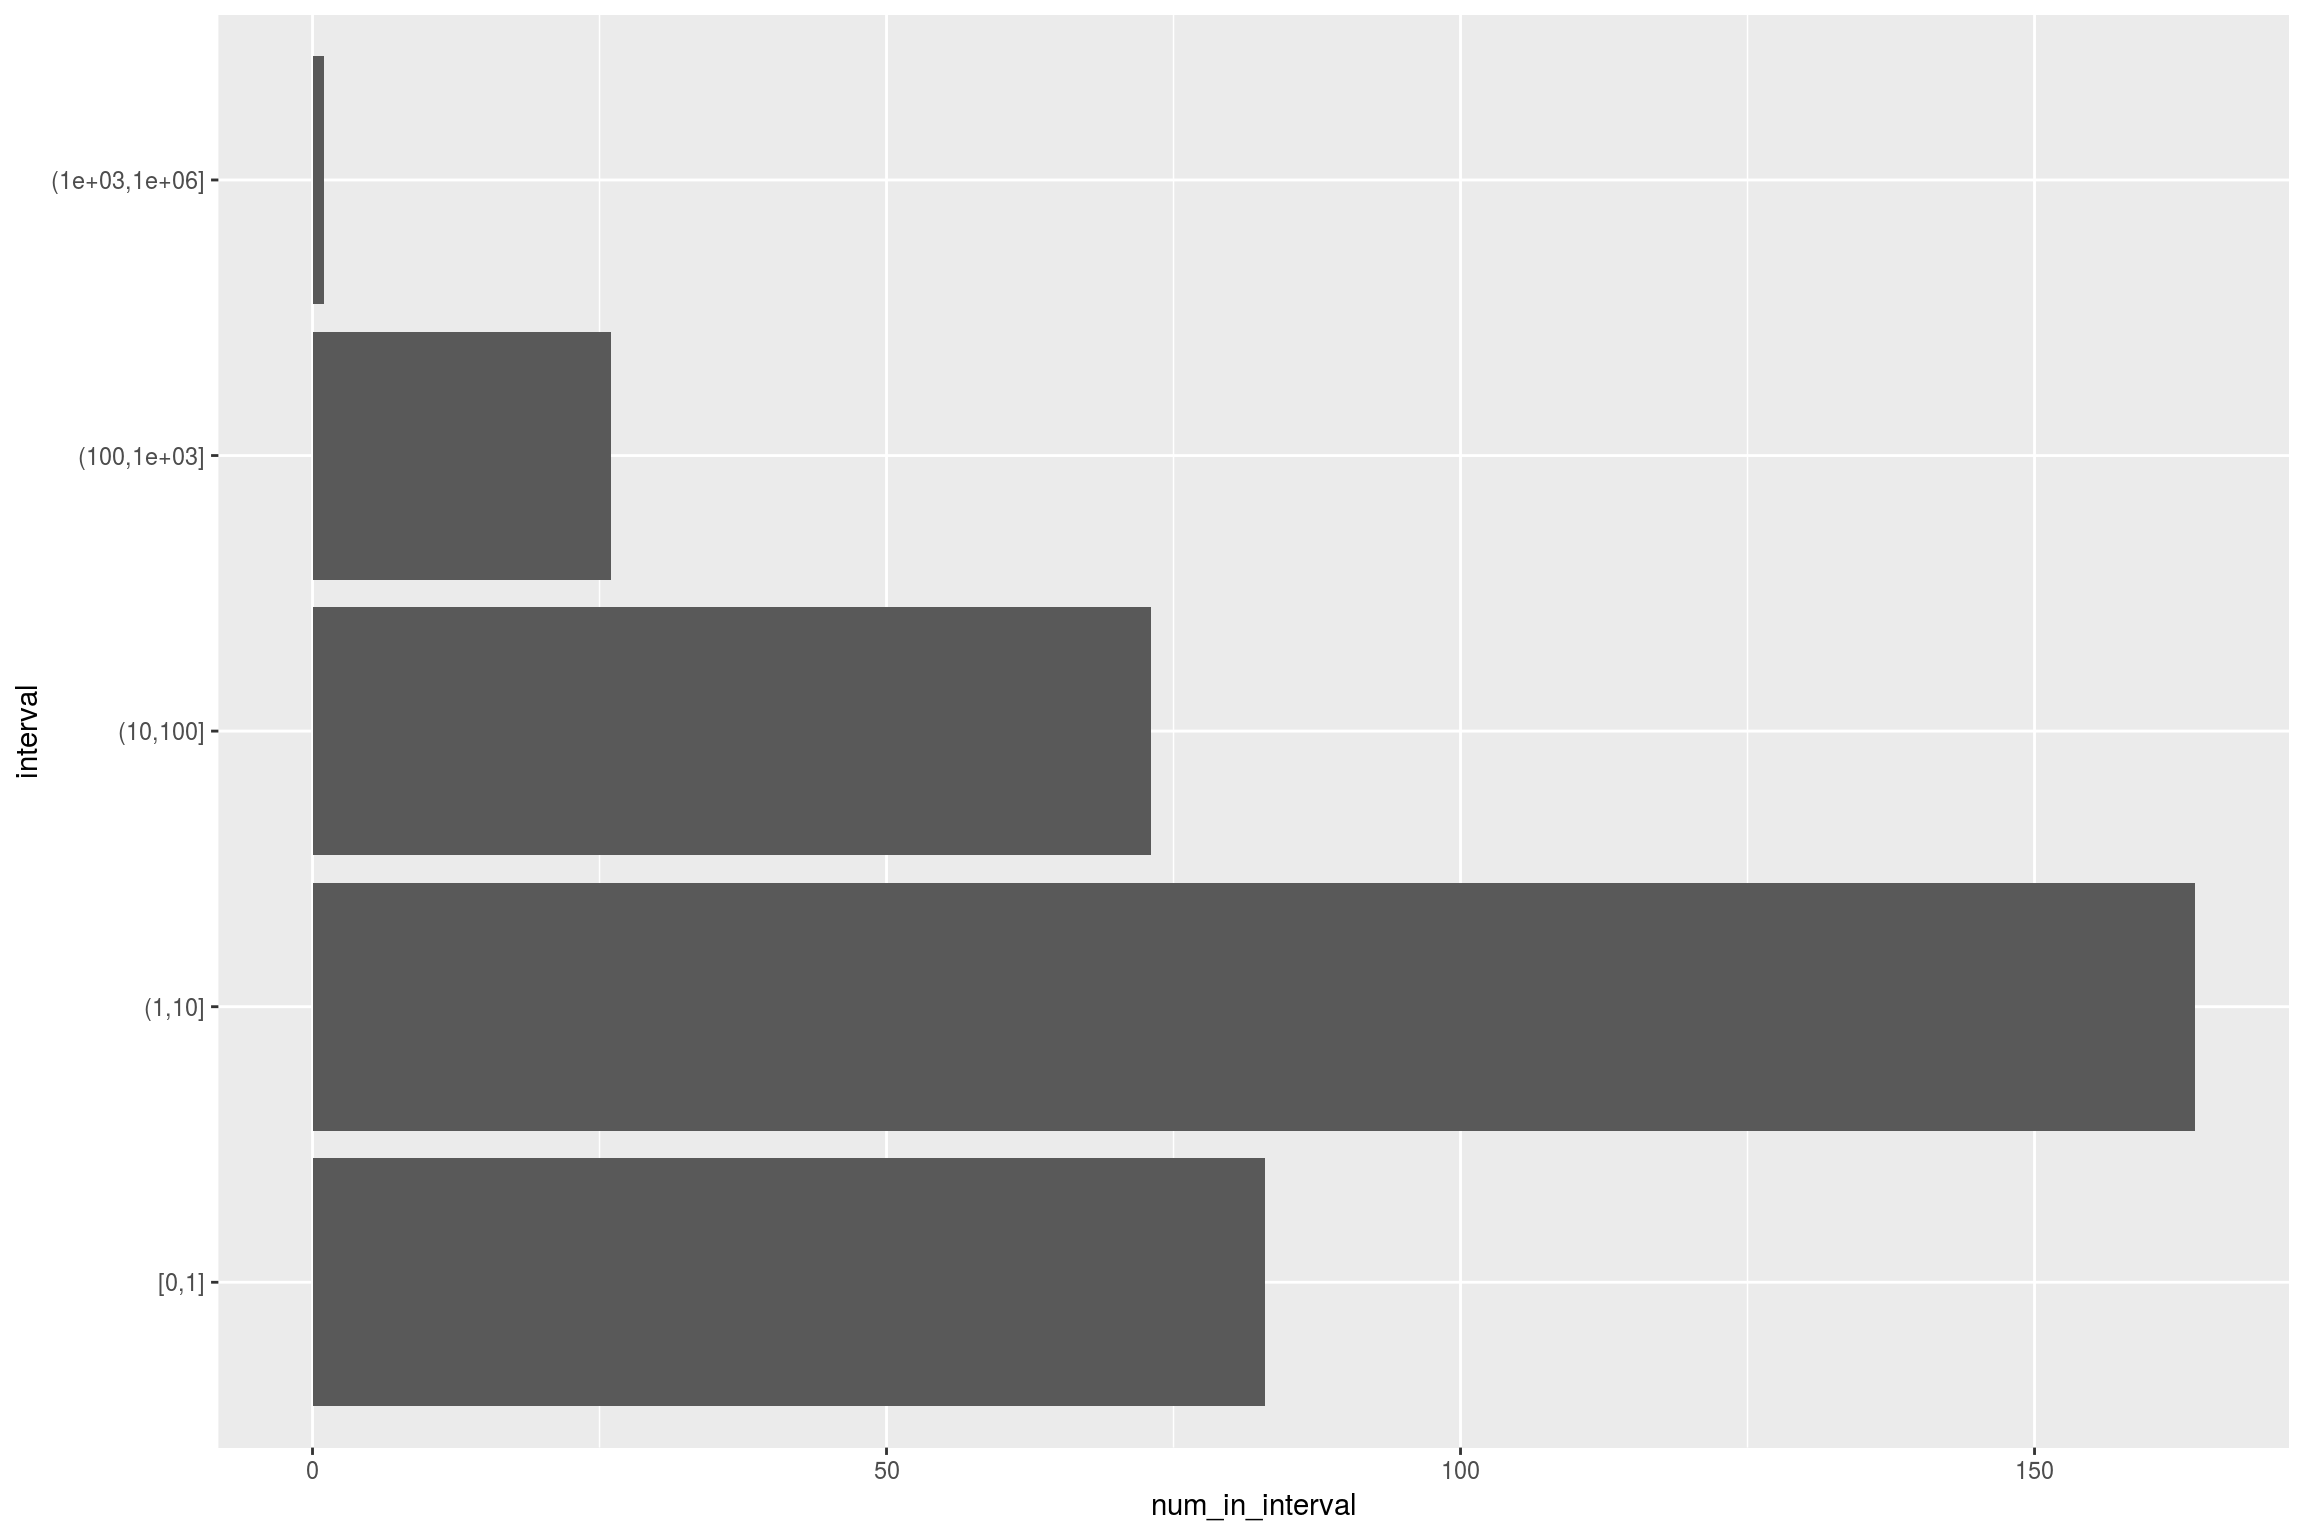 (1e+03,1e+06]
(100,1e+03]
(10,100]
(1,10]
[0,1]
interval
0 50 100 150
num_in_interval